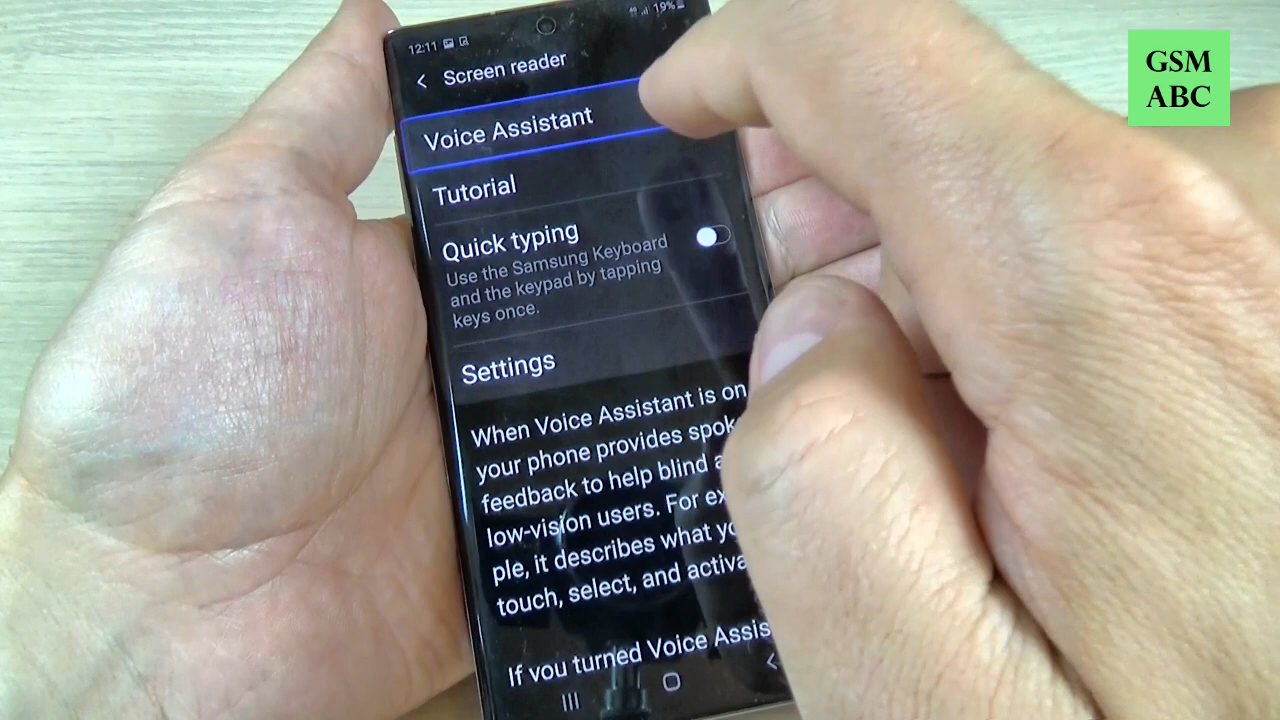 12:11 19%
Screen reader
Voice Assistant
Tutorial
Quick typing
Use the Samsung Keyboard
and the keypad by tapping
keys once.
Settings
When Voice Assistant is on
your phone provides spok
feedback to help blind a
low-vision users. For ex
ple, it describes what yo
touch, select, and activa
If you turned Voice Assis
GSM
ABC